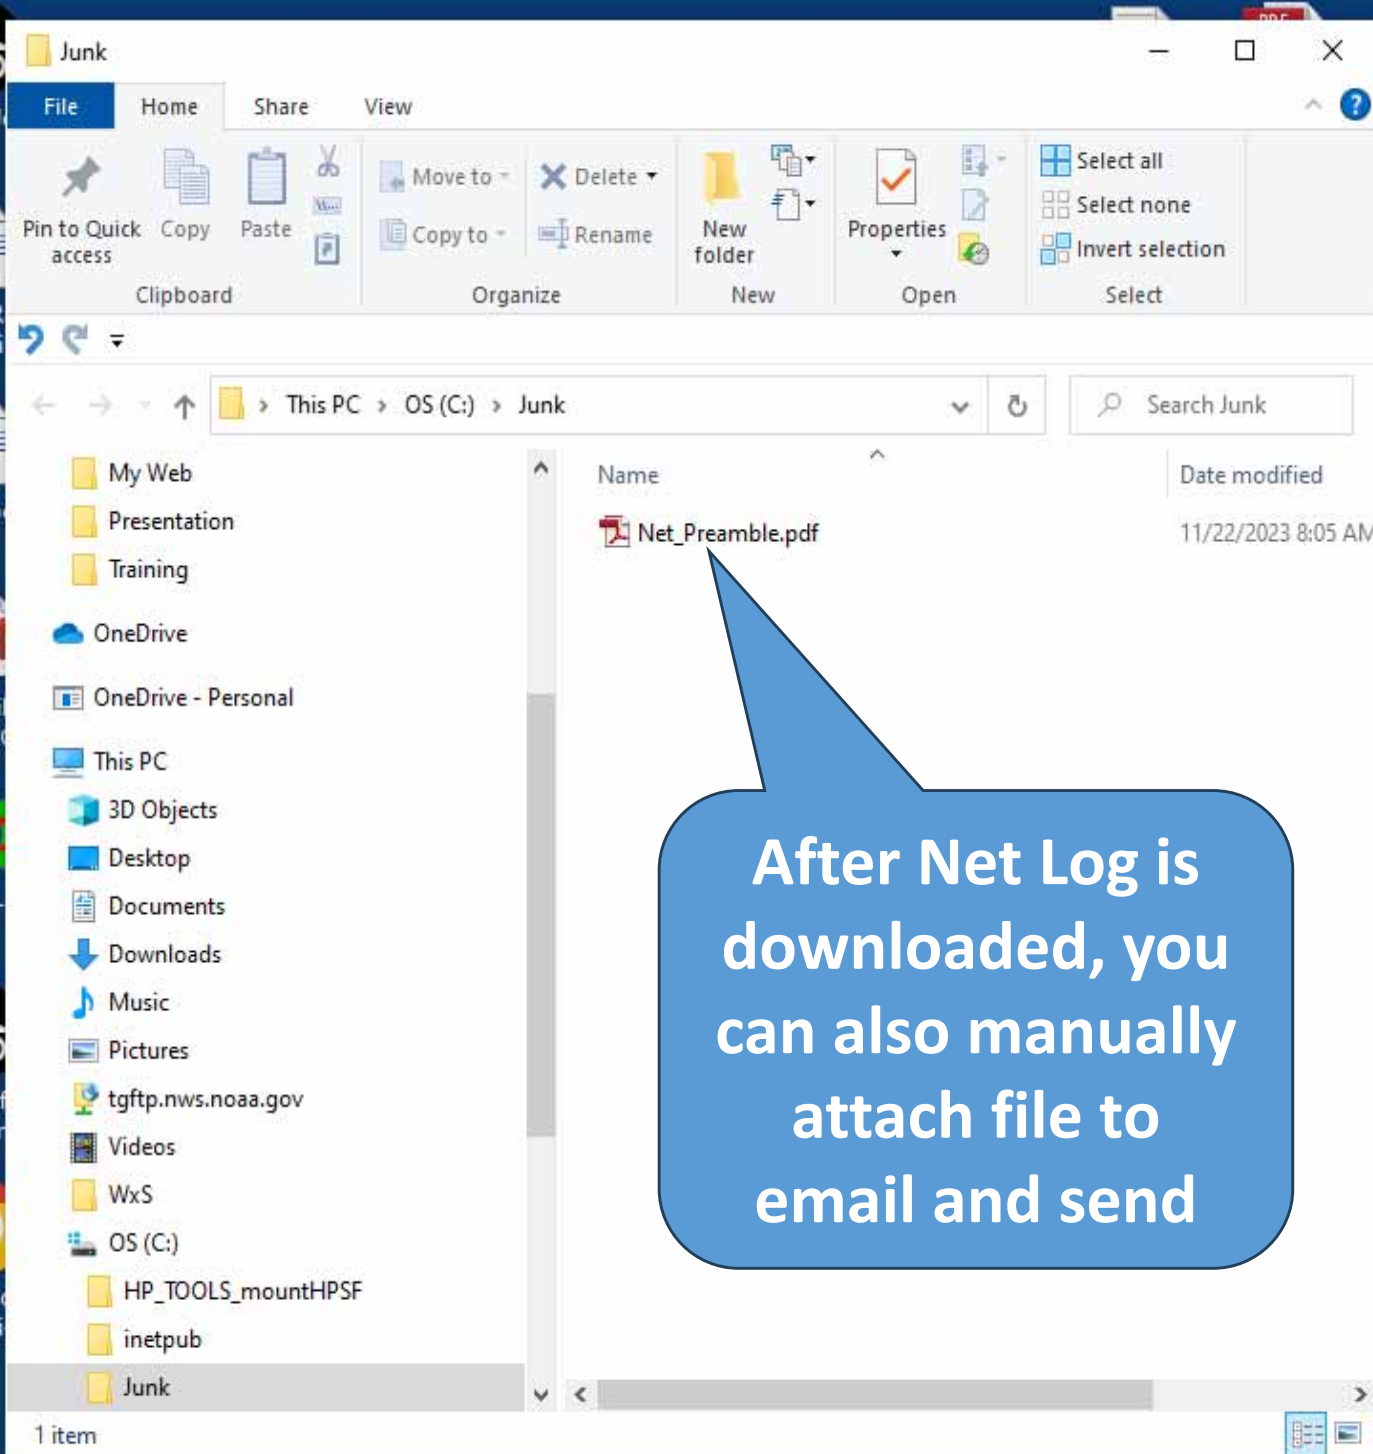 PDF
Junk
File Home Share View
Pin to Quick access
Copy
Paste
Move to
Copy to
Delete
Rename
New folder
Properties
Select all
Select none
Invert selection
Clipboard Organize New Open Select
This PC > OS (C:) > Junk
Search Junk
My Web
Presentation
Training
OneDrive
OneDrive - Personal
This PC
3D Objects
Desktop
Documents
Downloads
Music
Pictures
tgftp.nws.noaa.gov
Videos
WxS
OS (C:)
HP_TOOLS_mountHPSF
inetpub
Junk
Name Date modified
Net_Preamble.pdf 11/22/2023 8:05 AM
After Net Log is
downloaded, you
can also manually
attach file to
email and send
1 item